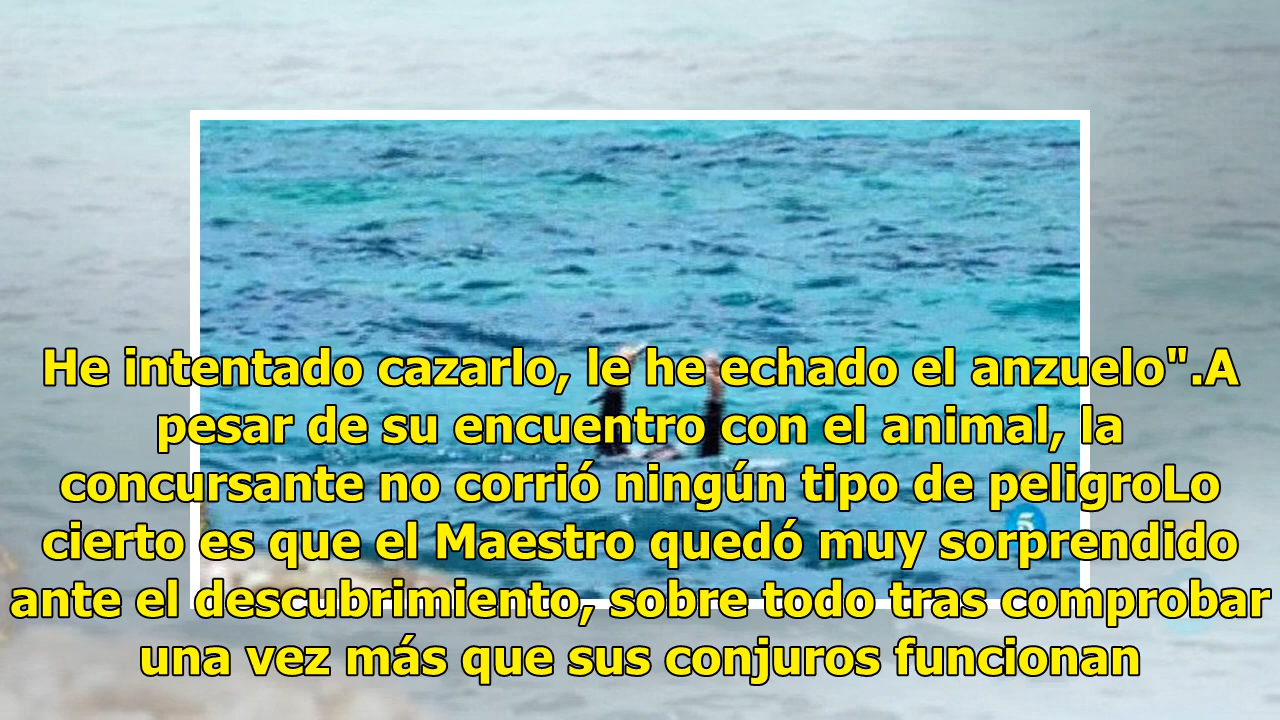 He intentado cazarlo, le he echado el anzuelo".A
pesar de su encuentro con el animal, la
concursante no corrió ningún tipo de peligroLo
cierto es que el Maestro quedó muy sorprendido
ante el descubrimiento, sobre todo tras comprobar
una vez más que sus conjuros funcionan
5